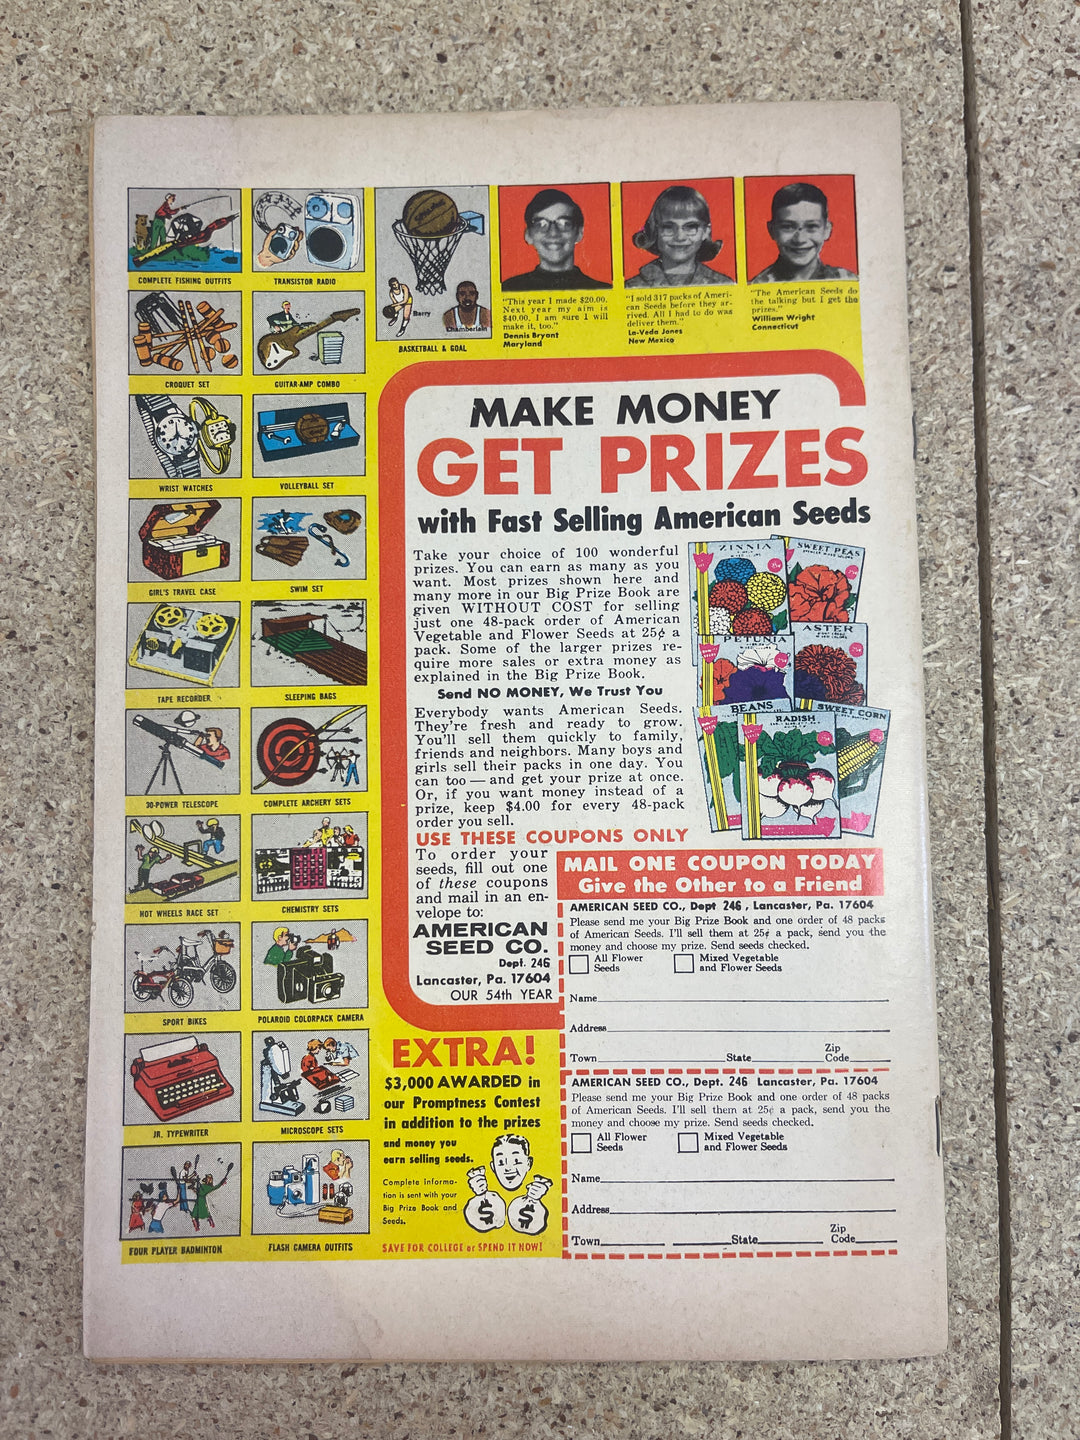 COMPLETE FISHING OUTFITS
TRANSISTOR RADIO
Barry
Chamberlain
BASKETBALL & GOAL
"This year I made $20.00.
Next year my aim is
$40.00. I am sure I will
make it, too."
Dennis Bryant
Maryland
"I sold 317 packs of Ameri-
can Seeds before they ar-
rived. All I had to do was
deliver them."
La-Veda Jones
New Mexico
"The American Seeds do
the talking but I get the
prizes."
William Wright
Connecticut
CROQUET SET
GUITAR-AMP COMBO
WRIST WATCHES
VOLLEYBALL SET
GIRL'S TRAVEL CASE
SWIM SET
TAPE RECORDER
SLEEPING BAGS
30-POWER TELESCOPE
COMPLETE ARCHERY SETS
HOT WHEELS RACE SET
CHEMISTRY SETS
SPORT BIKES
POLAROID COLORPACK CAMERA
JR. TYPEWRITER
MICROSCOPE SETS
FOUR PLAYER BADMINTON
FLASH CAMERA OUTFITS
MAKE MONEY
GET PRIZES
with Fast Selling American Seeds
Take your choice of 100 wonderful
prizes. You can earn as many as you
want. Most prizes shown here and
many more in our Big Prize Book are
given WITHOUT COST for selling
just one 48-pack order of American
Vegetable and Flower Seeds at 25¢ a
pack. Some of the larger prizes re-
quire more sales or extra money as
explained in the Big Prize Book.
Send NO MONEY, We Trust You
Everybody wants American Seeds.
They're fresh and ready to grow.
You'll sell them quickly to family,
friends and neighbors. Many boys and
girls sell their packs in one day. You
can too — and get your prize at once.
Or, if you want money instead of a
prize, keep $4.00 for every 48-pack
order you sell.
ZINNIA
SWEET PEAS
PETUNIA
ASTER
BEANS
RADISH
SWEET CORN
USE THESE COUPONS ONLY
To order your
seeds, fill out one
of these coupons
and mail in an en-
velope to:
AMERICAN
SEED CO.
Dept. 246
Lancaster, Pa. 17604
OUR 54th YEAR
MAIL ONE COUPON TODAY
Give the Other to a Friend
AMERICAN SEED CO., Dept 246 , Lancaster, Pa. 17604
Please send me your Big Prize Book and one order of 48 packs
of American Seeds. I'll sell them at 25¢ a pack, send you the
money and choose my prize. Send seeds checked.
All Flower Seeds
Mixed Vegetable and Flower Seeds
Name
Address
Town State Zip Code
AMERICAN SEED CO., Dept. 246 Lancaster, Pa. 17604
Please send me your Big Prize Book and one order of 48 packs
of American Seeds. I'll sell them at 25¢ a pack, send you the
money and choose my prize. Send seeds checked.
All Flower Seeds
Mixed Vegetable and Flower Seeds
Name
Address
Town State Zip Code
EXTRA!
$3,000 AWARDED in
our Promptness Contest
in addition to the prizes
and money you
earn selling seeds.
Complete informa-
tion is sent with your
Big Prize Book and
Seeds.
$ $
SAVE FOR COLLEGE or SPEND IT NOW!